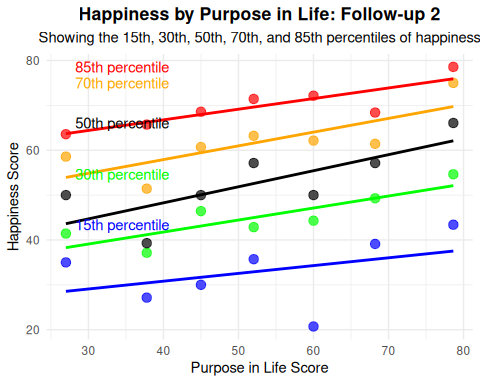 Happiness by Purpose in Life: Follow-up 2
Showing the 15th, 30th, 50th, 70th, and 85th percentiles of happiness
80
60
40
20
Happiness Score
85th percentile
70th percentile
50th percentile
30th percentile
15th percentile
30 40 50 60 70 80
Purpose in Life Score